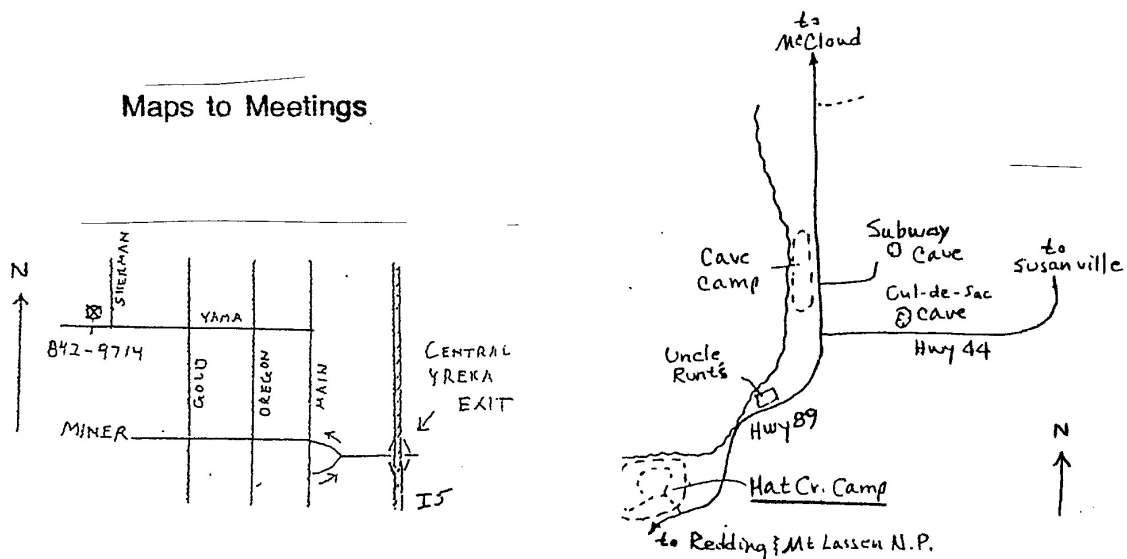 Maps to Meetings
N
SHERMAN
YAMA
842-9714
GOLD
OREGON
MAIN
CENTRAL
YREKA
EXIT
MINER
I5
to
McCloud
Cave
Camp
Subway
Cave
to
Susanville
Cul-de-Sac
Cave
Hwy 44
Uncle
Runt's
Hwy 89
N
Hat Cr. Camp
to Redding & Mt Lassen N.P.